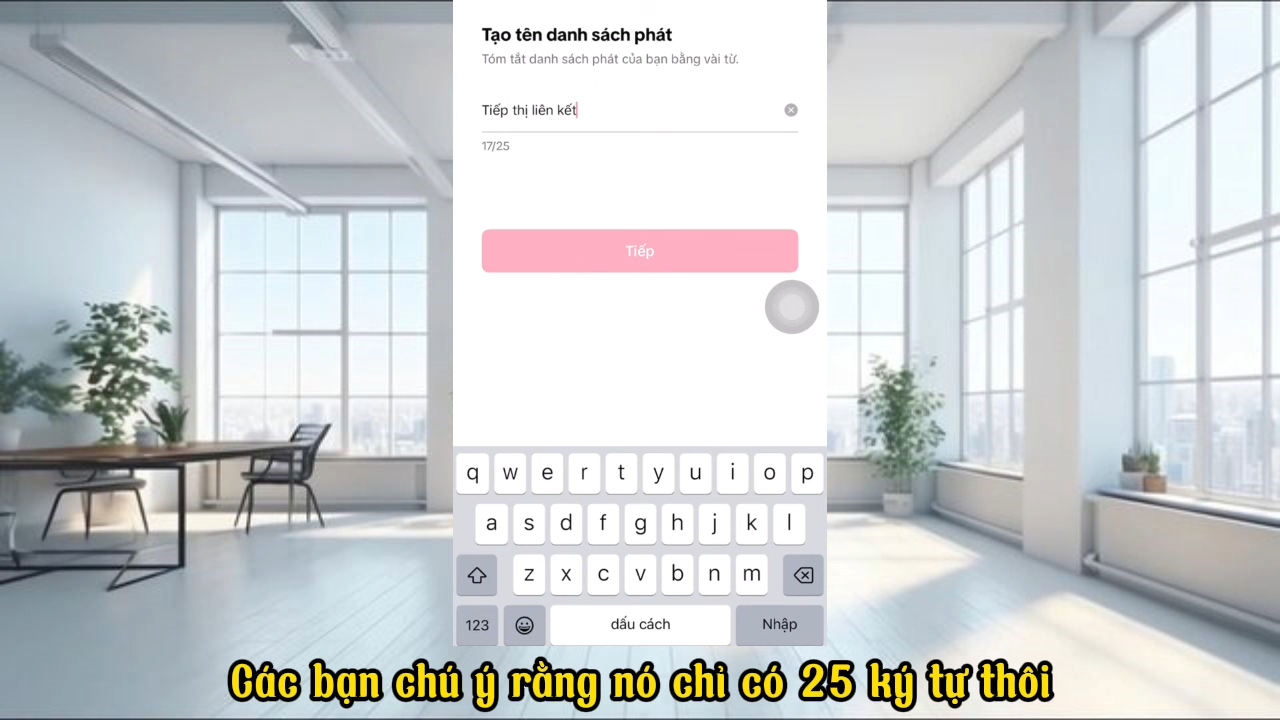 Tạo tên danh sách phát
Tóm tắt danh sách phát của bạn bằng vài từ.
Tiếp thị liên kết
17/25
Tiếp
q w e r t y u i o p
a s d f g h j k l
z x c v b n m
123 dấu cách Nhập
Các bạn chú ý rằng nó chỉ có 25 ký tự thôi